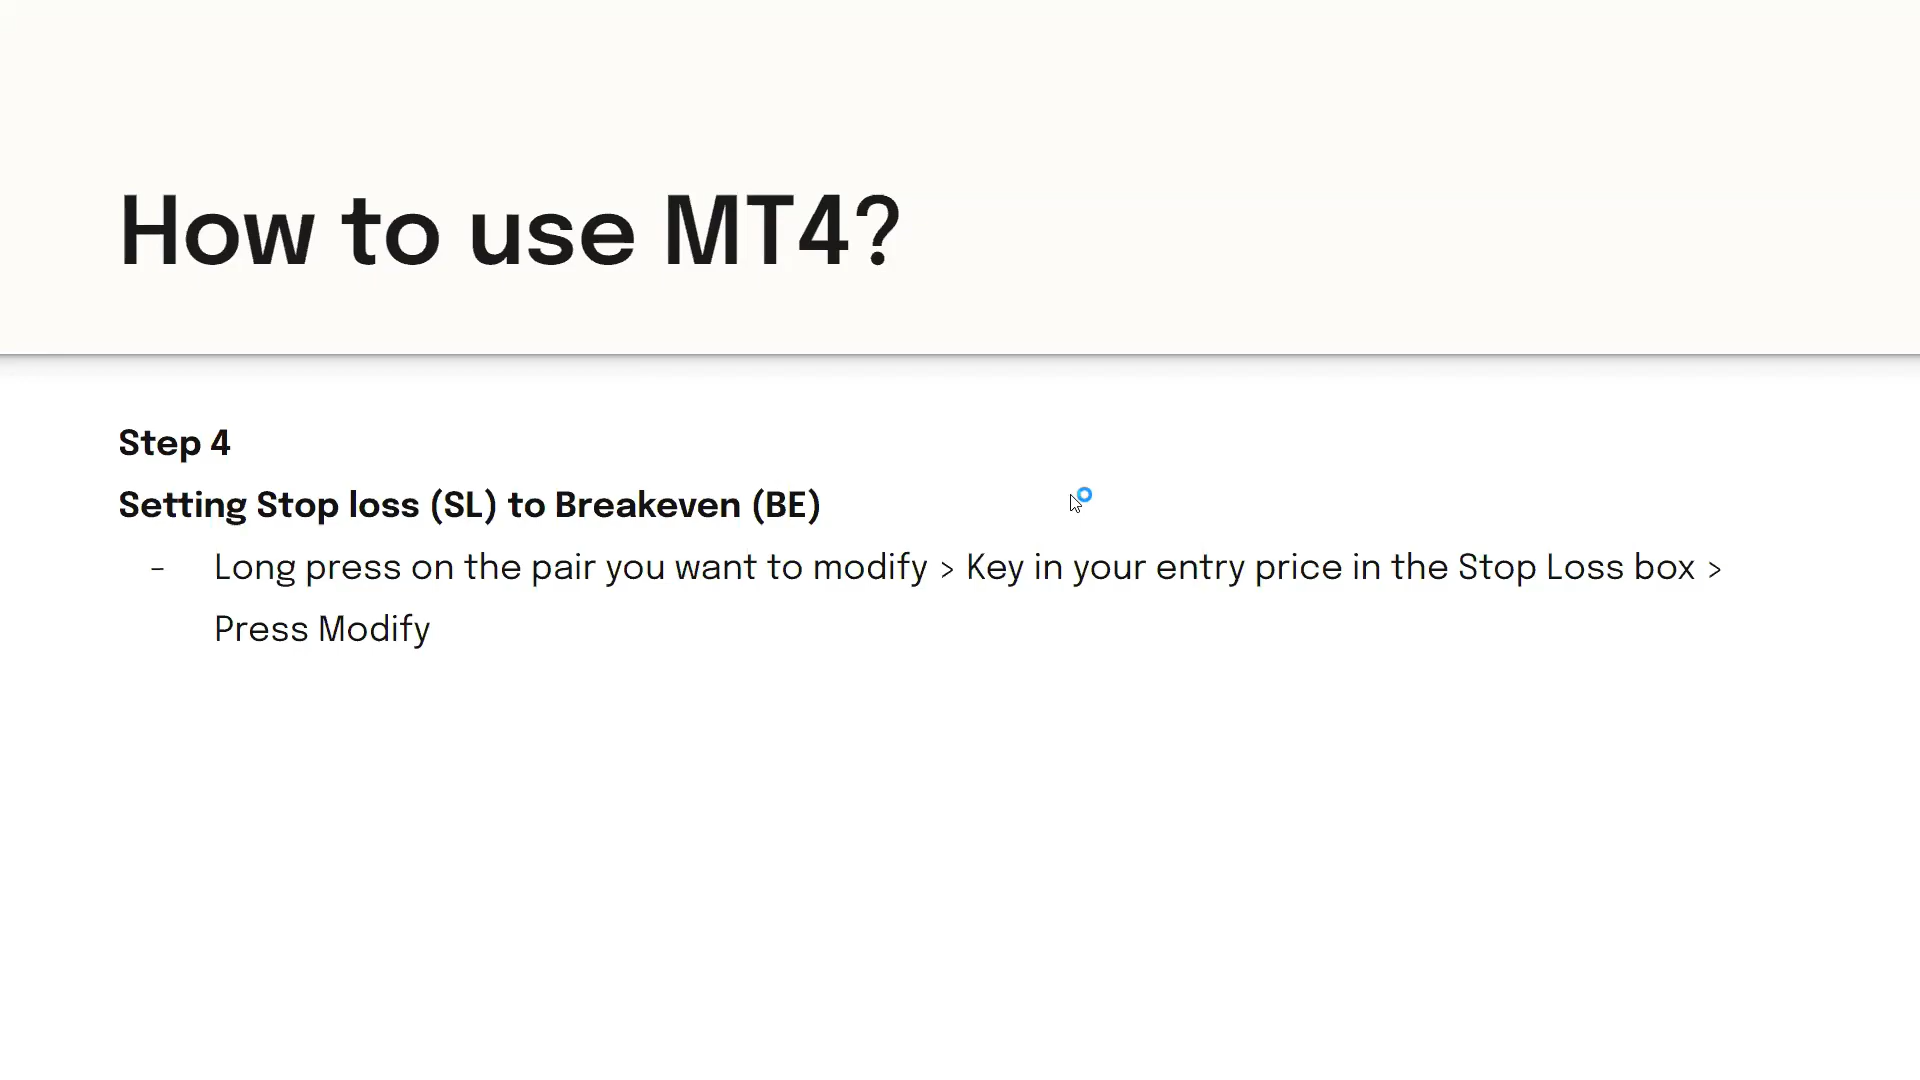 How to use MT4?
Step 4
Setting Stop loss (SL) to Breakeven (BE)
- Long press on the pair you want to modify > Key in your entry price in the Stop Loss box >
Press Modify